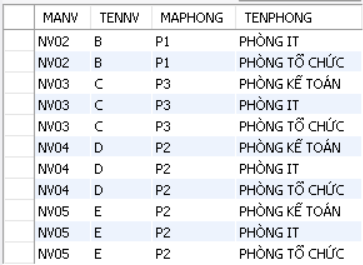 MANV TENNV MAPHONG TENPHONG
NV02 B P1 PHÒNG IT
NV02 B P1 PHÒNG TỔ CHỨC
NV03 C P3 PHÒNG KẾ TOÁN
NV03 C P3 PHÒNG IT
NV03 C P3 PHÒNG TỔ CHỨC
NV04 D P2 PHÒNG KẾ TOÁN
NV04 D P2 PHÒNG IT
NV04 D P2 PHÒNG TỔ CHỨC
NV05 E P2 PHÒNG KẾ TOÁN
NV05 E P2 PHÒNG IT
NV05 E P2 PHÒNG TỔ CHỨC